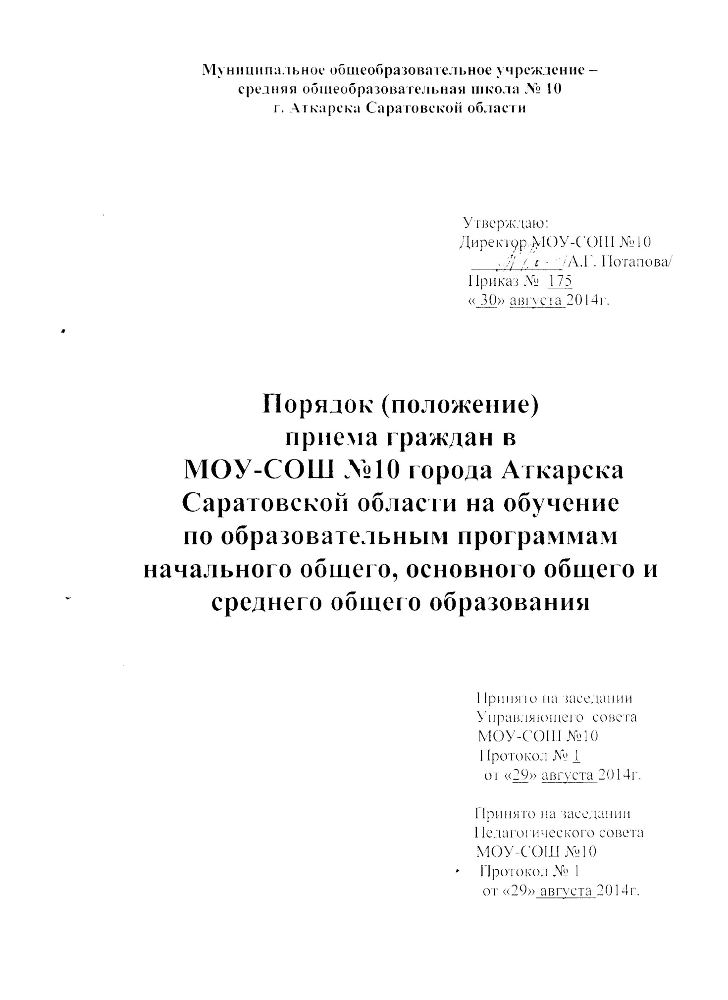 Муниципальное общеобразовательное учреждение –
средняя общеобразовательная школа № 10
г. Аткарска Саратовской области
Утверждаю:
Директор МОУ-СОШ №10
/А.Г. Потапова/
Приказ № 175
« 30» августа 2014г.
Порядок (положение)
приема граждан в
МОУ-СОШ №10 города Аткарска
Саратовской области на обучение
по образовательным программам
начального общего, основного общего и
среднего общего образования
Принято на заседании
Управляющего совета
МОУ-СОШ №10
Протокол № 1
от «29» августа 2014г.
Принято на заседании
Педагогического совета
МОУ-СОШ №10
Протокол № 1
от «29» августа 2014г.